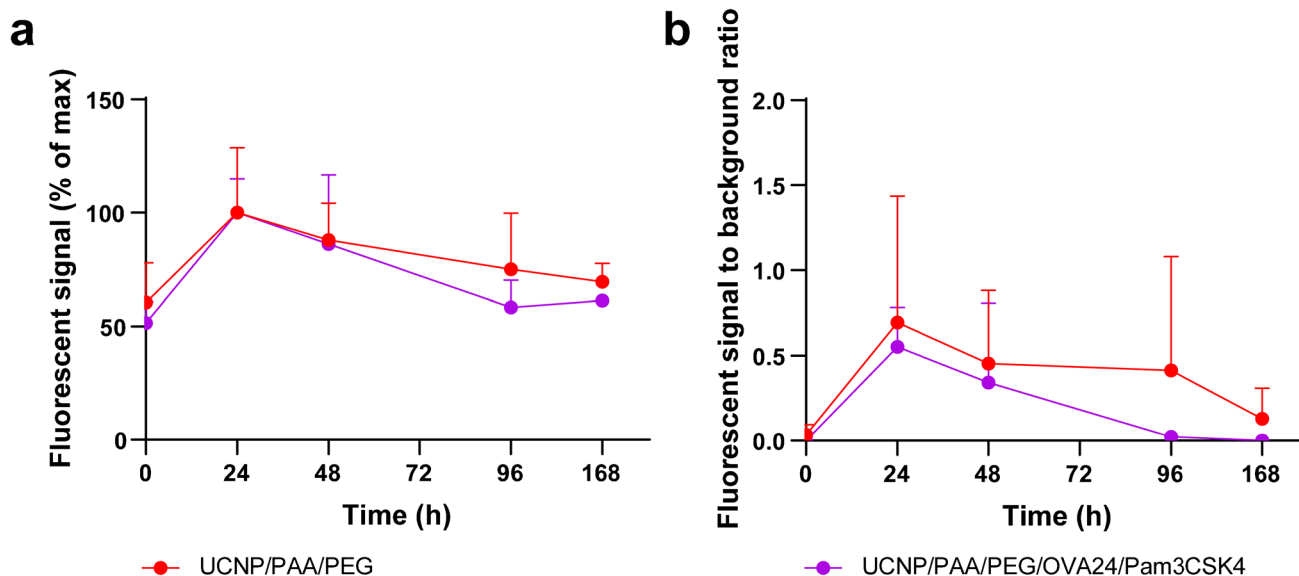 a
Fluorescent signal (% of max)
150
100
50
0
0 24 48 72 96 168
Time (h)
UCNP/PAA/PEG
b
Fluorescent signal to background ratio
2.0
1.5
1.0
0.5
0.0
0 24 48 72 96 168
Time (h)
UCNP/PAA/PEG/OVA24/Pam3CSK4